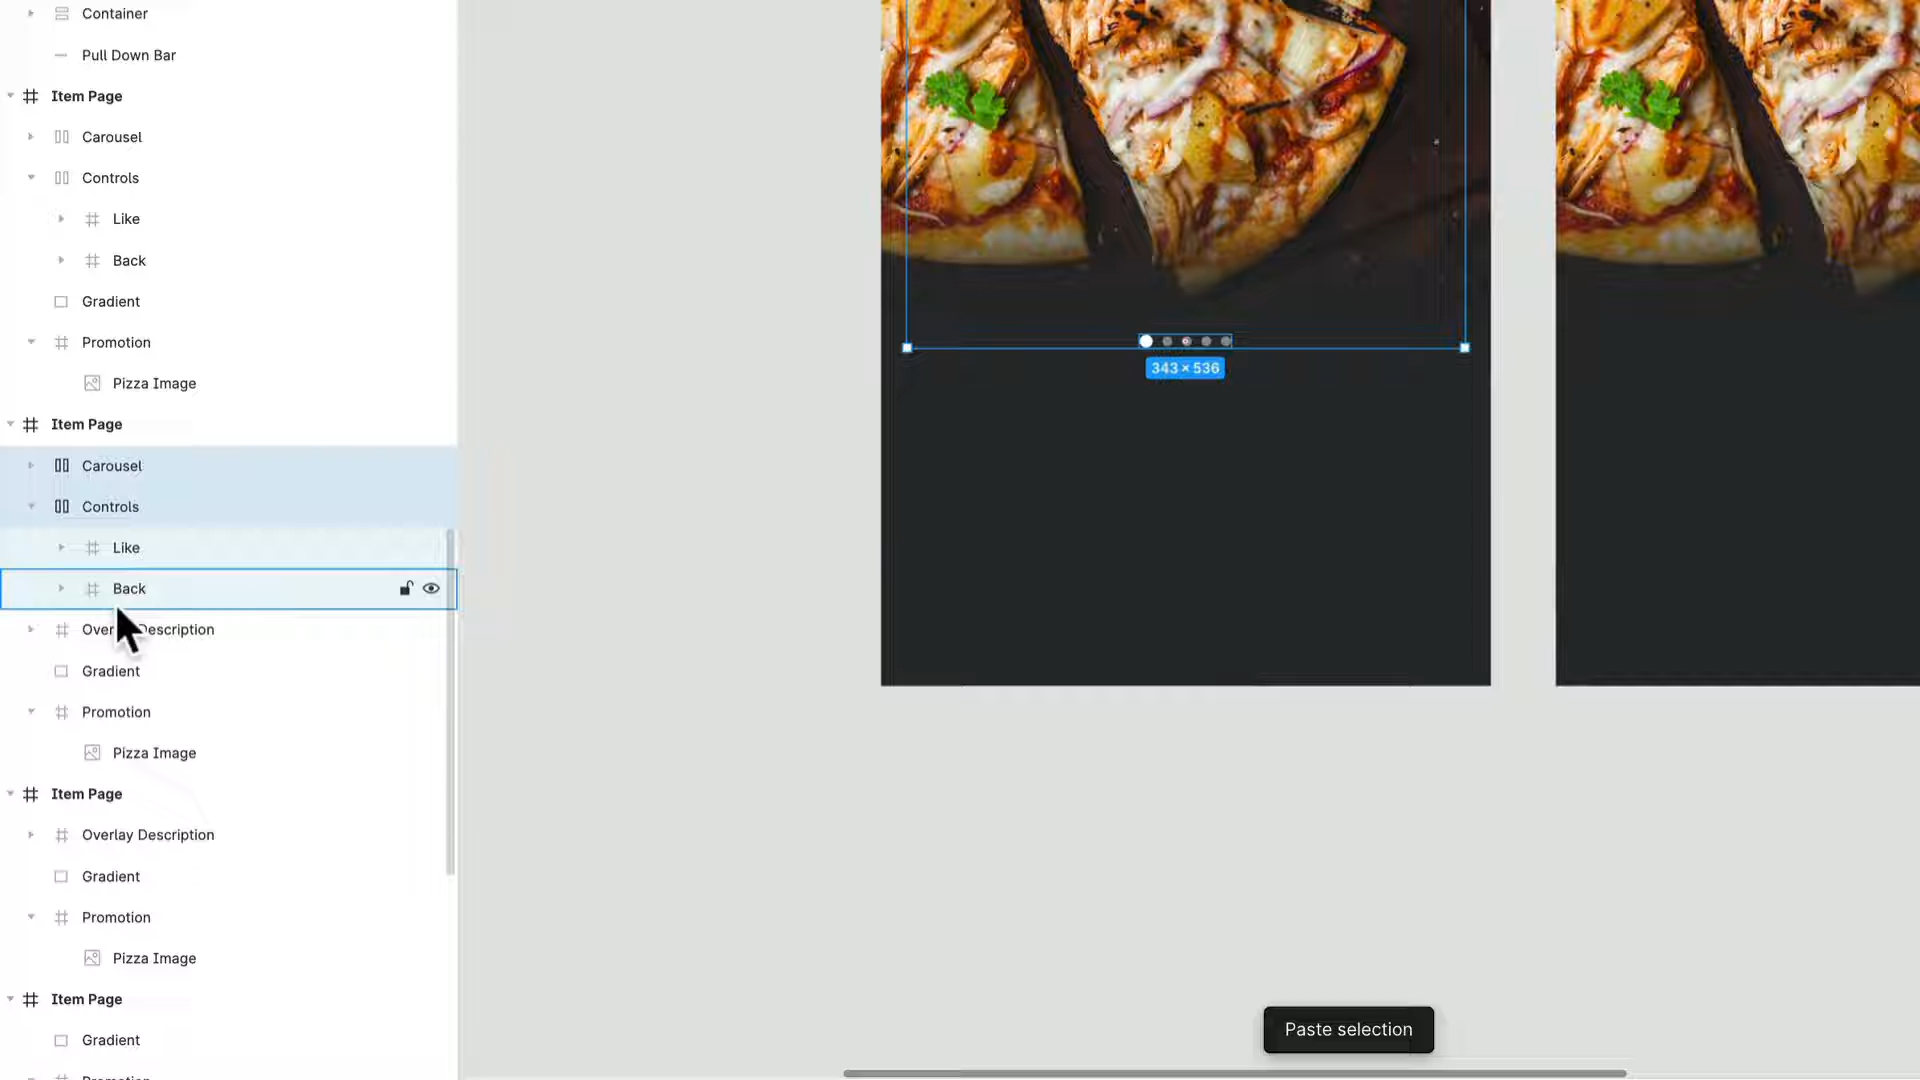 Container
Pull Down Bar
Item Page
Carousel
Controls
Like
Back
Gradient
Promotion
Pizza Image
Item Page
Carousel
Controls
Like
Back
Description
Gradient
Promotion
Pizza Image
Item Page
Overlay Description
Gradient
Promotion
Pizza Image
Item Page
Gradient
343 × 536
Paste selection